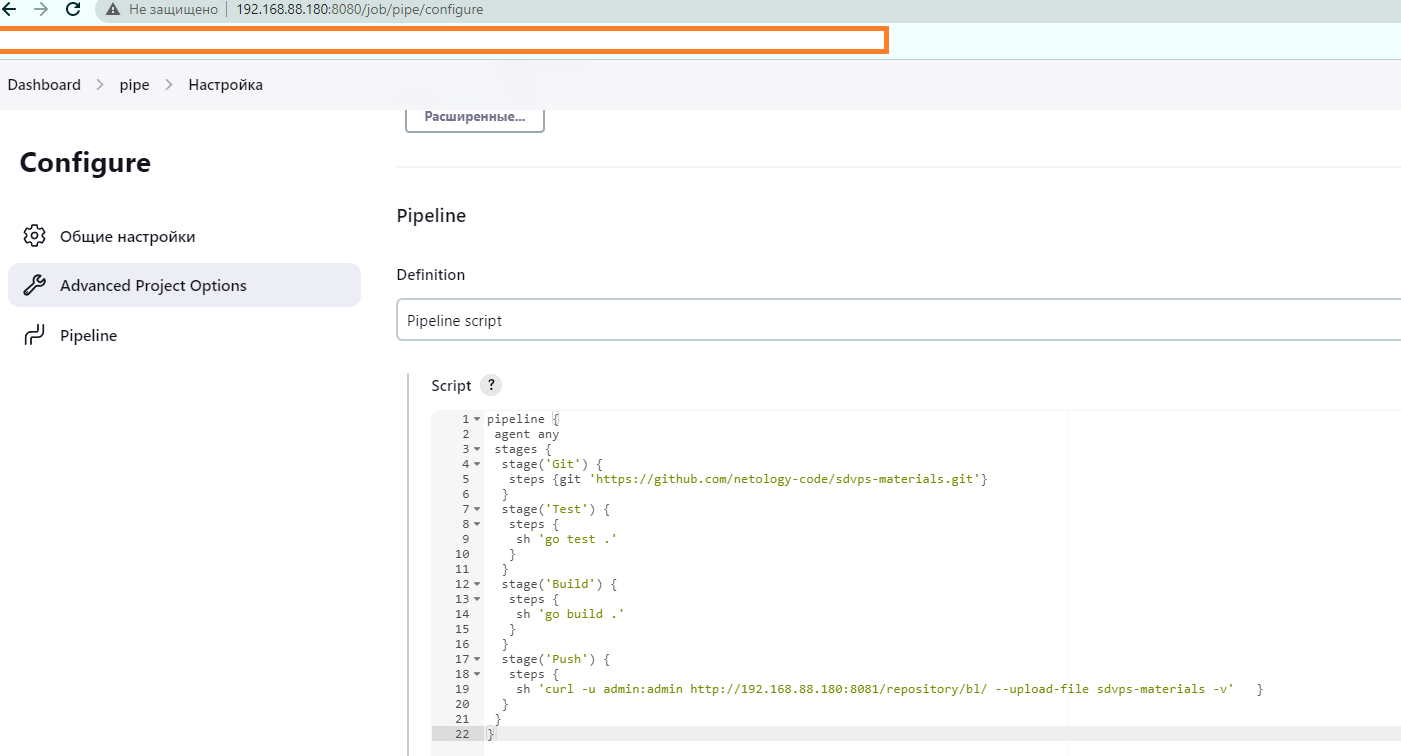 Не защищено 192.168.88.180:8080/job/pipe/configure
Dashboard pipe Настройка
Расширенные...
Configure
Общие настройки
Advanced Project Options
Pipeline
Pipeline
Definition
Pipeline script
Script ?
1 pipeline {
2 agent any
3 stages {
4 stage('Git') {
5 steps {git 'https://github.com/netology-code/sdvps-materials.git'}
6 }
7 stage('Test') {
8 steps {
9 sh 'go test .'
10 }
11 }
12 stage('Build') {
13 steps {
14 sh 'go build .'
15 }
16 }
17 stage('Push') {
18 steps {
19 sh 'curl -u admin:admin http://192.168.88.180:8081/repository/bl/ --upload-file sdvps-materials -v' }
20 }
21 }
22 }